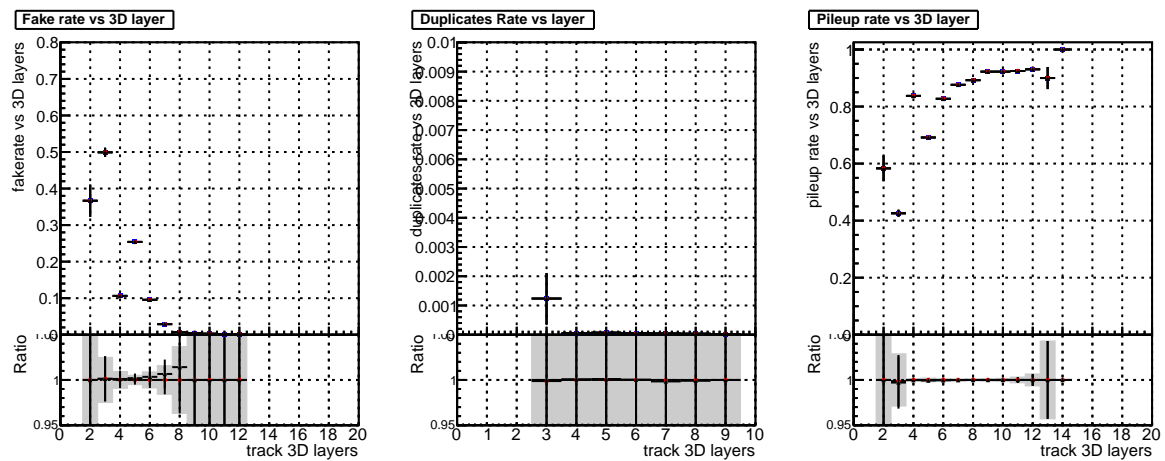 Fake rate vs 3D layer
fakerate vs 3D layers
0.8
0.7
0.6
0.5
0.4
0.3
0.2
0.1
0
Ratio
1
0.95
0 2 4 6 8 10 12 14 16 18 20
track 3D layers
Duplicates Rate vs layer
duplicates rate vs 3D layers
0.01
0.009
0.008
0.007
0.006
0.005
0.004
0.003
0.002
0.001
0
Ratio
1
0.95
0 1 2 3 4 5 6 7 8 9 10
track 3D layers
Pileup rate vs 3D layer
pileup rate vs 3D layers
1
0.8
0.6
0.4
0.2
0
Ratio
1
0.95
0 2 4 6 8 10 12 14 16 18 20
track 3D layers